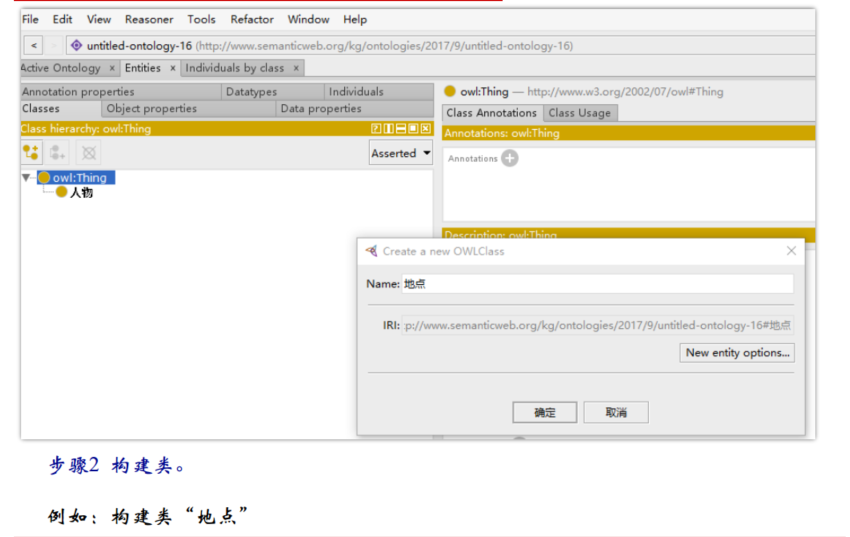 File Edit View Reasoner Tools Refactor Window Help
< untitled-ontology-16 (http://www.semanticweb.org/kg/ontologies/2017/9/untitled-ontology-16)
Active Ontology × Entities × Individuals by class ×
Annotation properties Datatypes Individuals
Classes Object properties Data properties
Class hierarchy: owl:Thing
Asserted
owl:Thing
人物
owl:Thing — http://www.w3.org/2002/07/owl#Thing
Class Annotations Class Usage
Annotations: owl:Thing
Annotations
Description: owl:Thing
Create a new OWLClass
Name: 地点
IRI: p://www.semanticweb.org/kg/ontologies/2017/9/untitled-ontology-16#地点
New entity options...
确定 取消
步骤2 构建类。
例如：构建类“地点”